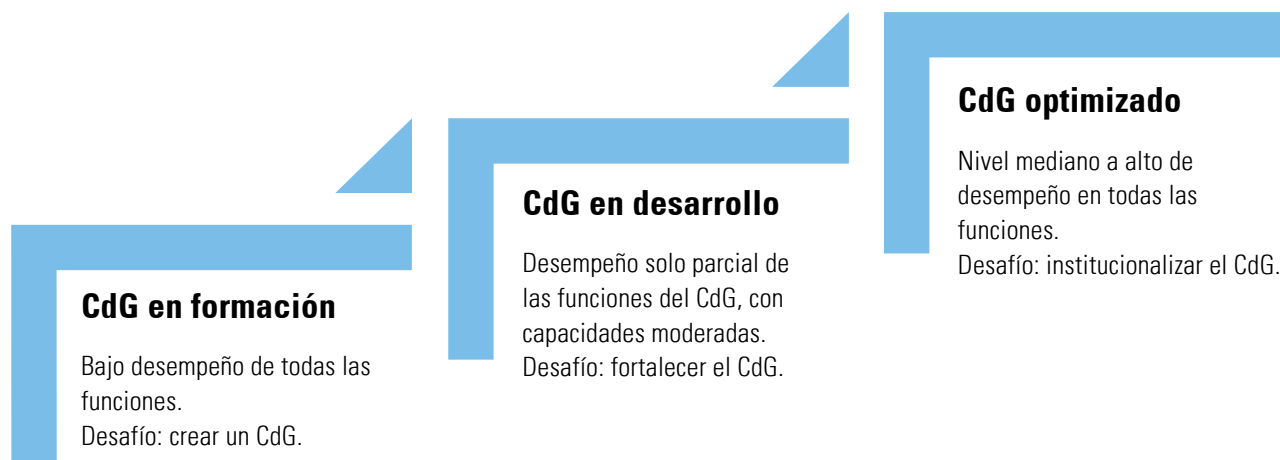 CdG en formación
Bajo desempeño de todas las
funciones.
Desafío: crear un CdG.
CdG en desarrollo
Desempeño solo parcial de
las funciones del CdG, con
capacidades moderadas.
Desafío: fortalecer el CdG.
CdG optimizado
Nivel mediano a alto de
desempeño en todas las
funciones.
Desafío: institucionalizar el CdG.